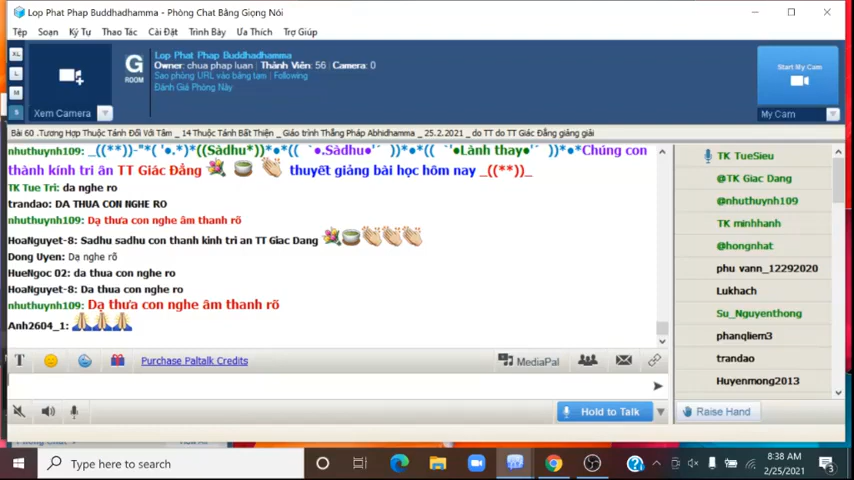 Lop Phat Phap Buddhadhamma - Phòng Chat Bằng Giọng Nói
Tệp Soạn Ký Tự Thao Tác Cài Đặt Trình Bày Ưa Thích Trợ Giúp
XL
L
M
S
Xem Camera
G
ROOM
Lop Phat Phap Buddhadhamma
Owner: chua phap luan | Thành Viên: 56 | Camera: 0
Sao phòng URL vào bảng tạm | Following
Đánh Giá Phòng Này
Start My Cam
My Cam
Bài 60 .Tương Hợp Thuộc Tánh Đối Với Tâm _ 14 Thuộc Tánh Bất Thiện _ Giáo trình Thắng Pháp Abhidhamma _ 25.2.2021 _ do TT do TT Giác Đẳng giảng giải
nhuthuynh109: _((**))-"*( '●.*)*((Sàdhu*))*●*(( `●.Sàdhu●'´ ))*●*(( `'●Lành thay●'´ ))*●*Chúng con
thành kính tri ân TT Giác Đẳng thuyết giảng bài học hôm nay _((**))_
TK Tue Tri: da nghe ro
trandao: DA THUA CON NGHE RO
nhuthuynh109: Dạ thưa con nghe âm thanh rõ
HoaNguyet-8: Sadhu sadhu con thanh kinh tri an TT Giac Dang
Dong Uyen: Dạ nghe rõ
HueNgoc 02: da thua con nghe ro
HoaNguyet-8: Da thua con nghe ro
nhuthuynh109: Dạ thưa con nghe âm thanh rõ
Anh2604_1:
TK TueSieu
@TK Giac Dang
@nhuthuynh109
TK minhhanh
@hongnhat
phu vann_12292020
Lukhach
Su_Nguyenthong
phanqliem3
trandao
Huyenmong2013
T Purchase Paltalk Credits MediaPal
Hold to Talk Raise Hand
Type here to search
8:38 AM
2/25/2021
3